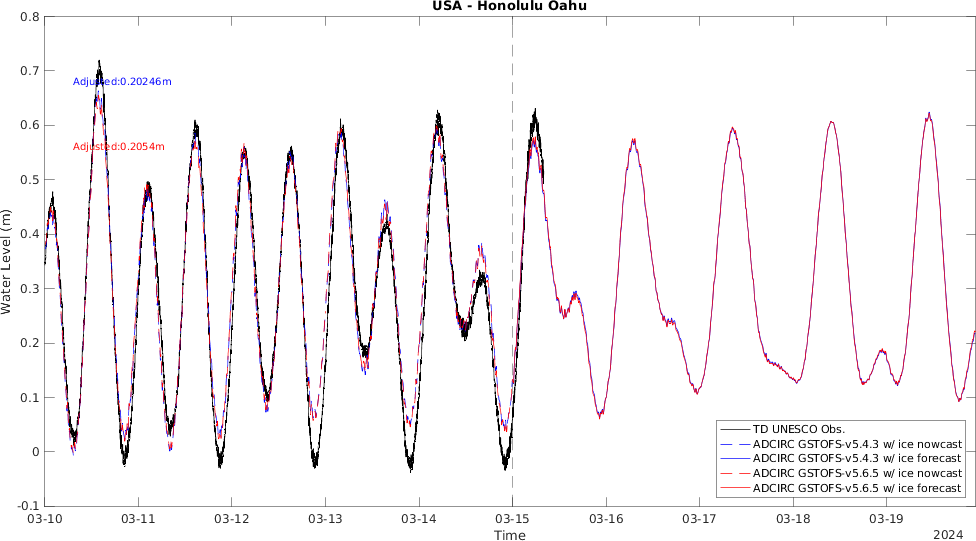 USA - Honolulu Oahu
0.8
0.7
0.6
0.5
0.4
0.3
0.2
0.1
0
-0.1
Water Level (m)
Adjusted:0.20246m
Adjusted:0.2054m
TD UNESCO Obs.
ADCIRC GSTOFS-v5.4.3 w/ ice nowcast
ADCIRC GSTOFS-v5.4.3 w/ ice forecast
ADCIRC GSTOFS-v5.6.5 w/ ice nowcast
ADCIRC GSTOFS-v5.6.5 w/ ice forecast
03-10 03-11 03-12 03-13 03-14 03-15 03-16 03-17 03-18 03-19
Time
2024